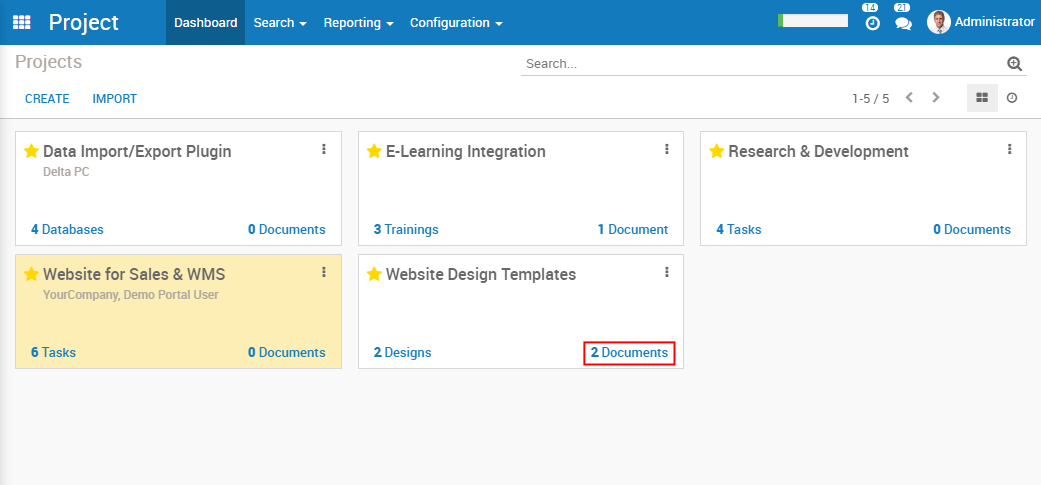 Project Dashboard Search Reporting Configuration 14 21 Administrator
Projects Search...
CREATE IMPORT 1-5 / 5
Data Import/Export Plugin
Delta PC
4 Databases 0 Documents
E-Learning Integration
3 Trainings 1 Document
Research & Development
4 Tasks 0 Documents
Website for Sales & WMS
YourCompany, Demo Portal User
6 Tasks 0 Documents
Website Design Templates
2 Designs 2 Documents